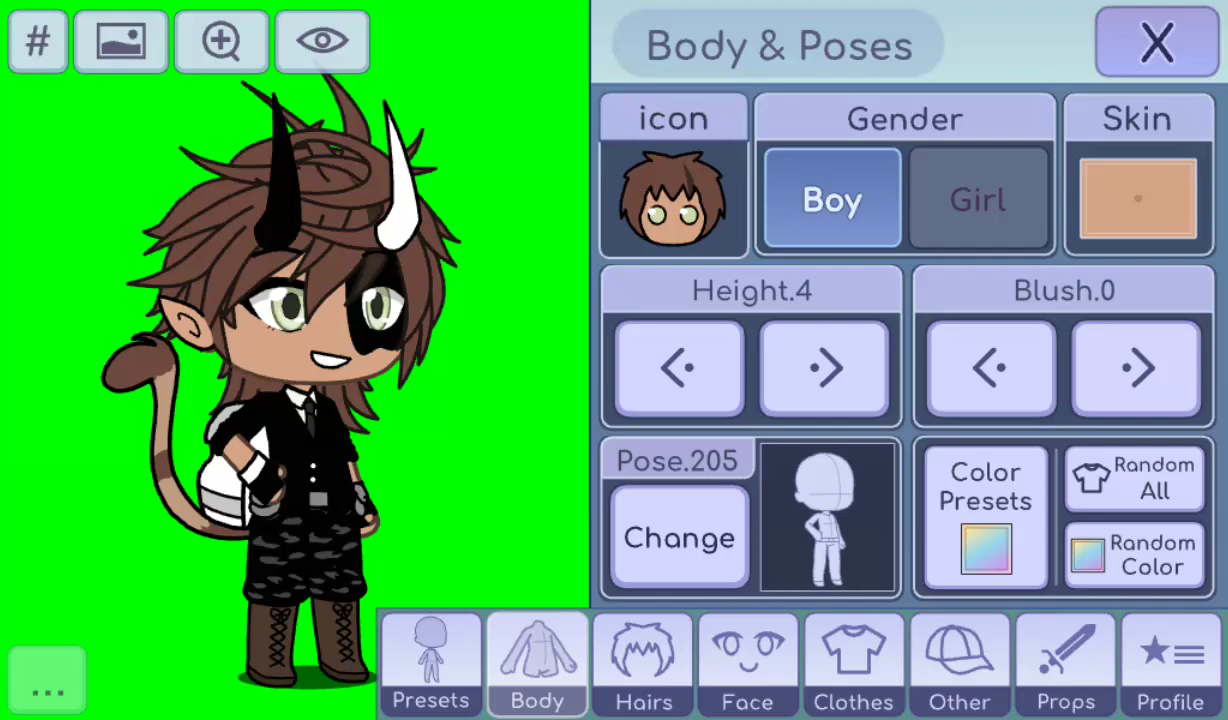 #
Body & Poses
X
icon
Gender
Skin
Boy
Girl
Height.4
Blush.0
Pose.205
Change
Color
Presets
Random
All
Random
Color
...
Presets
Body
Hairs
Face
Clothes
Other
Props
Profile